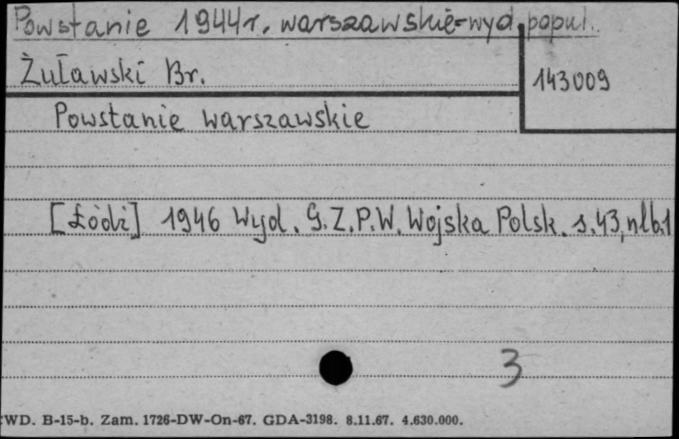 Powstanie 1944 r. warszawskie-wyd. popul.
Żuławski Br.
143009
Powstanie warszawskie
[Łódź] 1946 Wyd. G.Z.P.W. Wojska Polsk. s.43, nlb.1
3
WD. B-15-b. Zam. 1726-DW-On-67. GDA-3198. 8.11.67. 4.630.000.